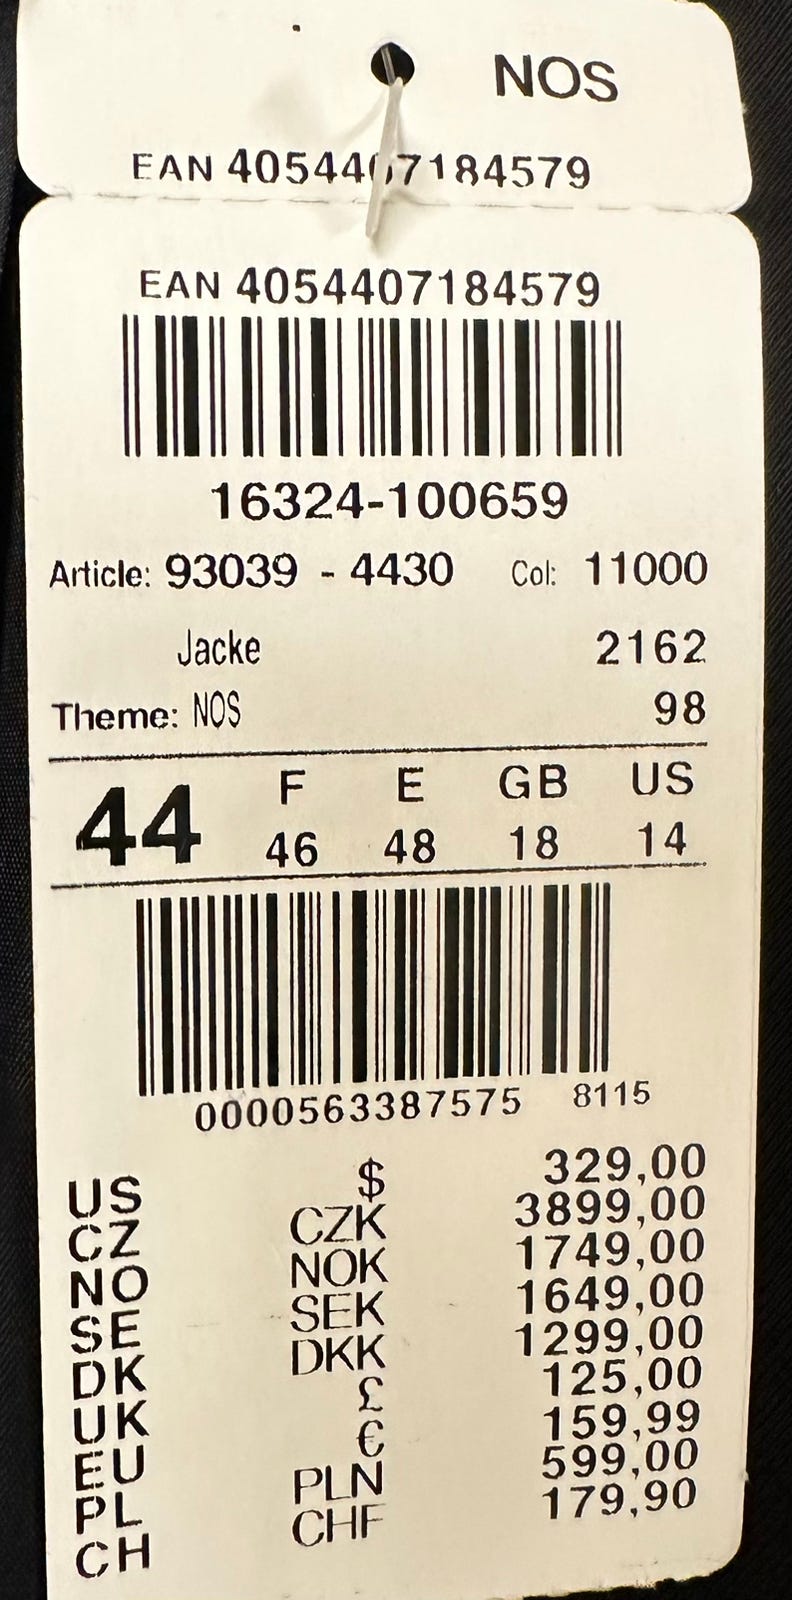 NOS
EAN 4054407184579
EAN 4054407184579
16324-100659
Article: 93039 - 4430 Col: 11000
Jacke 2162
Theme: NOS 98
44 F E GB US
46 48 18 14
0000563387575 8115
US $ 329,00
CZ CZK 3899,00
NO NOK 1749,00
SE SEK 1649,00
DK DKK 1299,00
UK £ 125,00
EU € 159,99
PL PLN 599,00
CH CHF 179,90